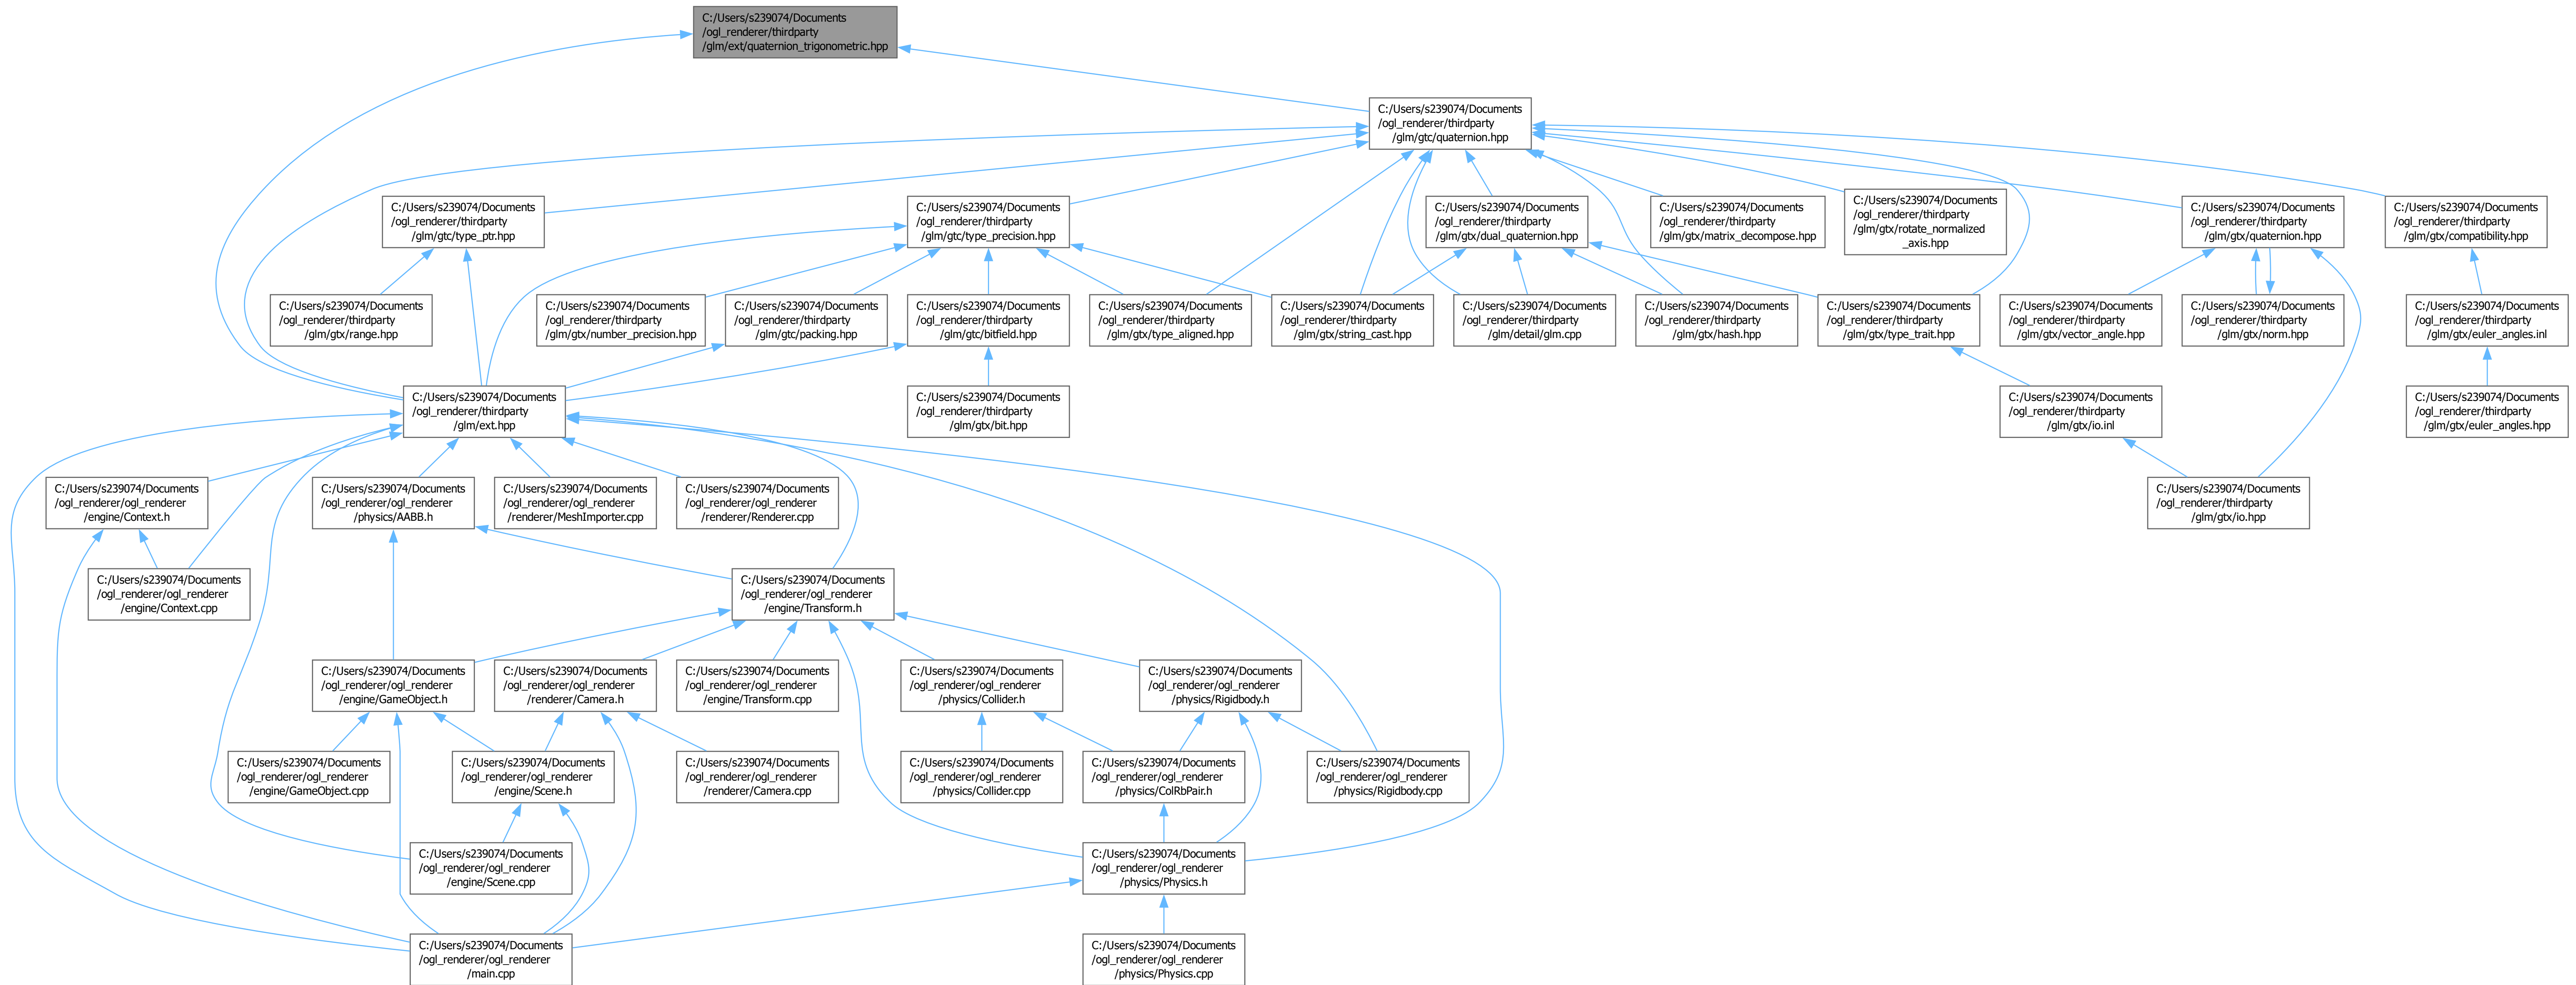 C:/Users/s239074/Documents
/ogl_renderer/thirdparty
/glm/ext/quaternion_trigonometric.hpp
C:/Users/s239074/Documents
/ogl_renderer/thirdparty
/glm/gtc/quaternion.hpp
C:/Users/s239074/Documents
/ogl_renderer/thirdparty
/glm/gtc/type_ptr.hpp
C:/Users/s239074/Documents
/ogl_renderer/thirdparty
/glm/gtc/type_precision.hpp
C:/Users/s239074/Documents
/ogl_renderer/thirdparty
/glm/gtx/dual_quaternion.hpp
C:/Users/s239074/Documents
/ogl_renderer/thirdparty
/glm/gtx/matrix_decompose.hpp
C:/Users/s239074/Documents
/ogl_renderer/thirdparty
/glm/gtx/rotate_normalized
_axis.hpp
C:/Users/s239074/Documents
/ogl_renderer/thirdparty
/glm/gtx/quaternion.hpp
C:/Users/s239074/Documents
/ogl_renderer/thirdparty
/glm/gtx/compatibility.hpp
C:/Users/s239074/Documents
/ogl_renderer/thirdparty
/glm/gtx/range.hpp
C:/Users/s239074/Documents
/ogl_renderer/thirdparty
/glm/gtx/number_precision.hpp
C:/Users/s239074/Documents
/ogl_renderer/thirdparty
/glm/gtc/packing.hpp
C:/Users/s239074/Documents
/ogl_renderer/thirdparty
/glm/gtc/bitfield.hpp
C:/Users/s239074/Documents
/ogl_renderer/thirdparty
/glm/gtx/type_aligned.hpp
C:/Users/s239074/Documents
/ogl_renderer/thirdparty
/glm/gtx/string_cast.hpp
C:/Users/s239074/Documents
/ogl_renderer/thirdparty
/glm/detail/glm.cpp
C:/Users/s239074/Documents
/ogl_renderer/thirdparty
/glm/gtx/hash.hpp
C:/Users/s239074/Documents
/ogl_renderer/thirdparty
/glm/gtx/type_trait.hpp
C:/Users/s239074/Documents
/ogl_renderer/thirdparty
/glm/gtx/vector_angle.hpp
C:/Users/s239074/Documents
/ogl_renderer/thirdparty
/glm/gtx/norm.hpp
C:/Users/s239074/Documents
/ogl_renderer/thirdparty
/glm/gtx/euler_angles.inl
C:/Users/s239074/Documents
/ogl_renderer/thirdparty
/glm/ext.hpp
C:/Users/s239074/Documents
/ogl_renderer/thirdparty
/glm/gtx/bit.hpp
C:/Users/s239074/Documents
/ogl_renderer/thirdparty
/glm/gtx/io.inl
C:/Users/s239074/Documents
/ogl_renderer/thirdparty
/glm/gtx/euler_angles.hpp
C:/Users/s239074/Documents
/ogl_renderer/ogl_renderer
/engine/Context.h
C:/Users/s239074/Documents
/ogl_renderer/ogl_renderer
/physics/AABB.h
C:/Users/s239074/Documents
/ogl_renderer/ogl_renderer
/renderer/MeshImporter.cpp
C:/Users/s239074/Documents
/ogl_renderer/ogl_renderer
/renderer/Renderer.cpp
C:/Users/s239074/Documents
/ogl_renderer/thirdparty
/glm/gtx/io.hpp
C:/Users/s239074/Documents
/ogl_renderer/ogl_renderer
/engine/Context.cpp
C:/Users/s239074/Documents
/ogl_renderer/ogl_renderer
/engine/Transform.h
C:/Users/s239074/Documents
/ogl_renderer/ogl_renderer
/engine/GameObject.h
C:/Users/s239074/Documents
/ogl_renderer/ogl_renderer
/renderer/Camera.h
C:/Users/s239074/Documents
/ogl_renderer/ogl_renderer
/engine/Transform.cpp
C:/Users/s239074/Documents
/ogl_renderer/ogl_renderer
/physics/Collider.h
C:/Users/s239074/Documents
/ogl_renderer/ogl_renderer
/physics/Rigidbody.h
C:/Users/s239074/Documents
/ogl_renderer/ogl_renderer
/engine/GameObject.cpp
C:/Users/s239074/Documents
/ogl_renderer/ogl_renderer
/engine/Scene.h
C:/Users/s239074/Documents
/ogl_renderer/ogl_renderer
/renderer/Camera.cpp
C:/Users/s239074/Documents
/ogl_renderer/ogl_renderer
/physics/Collider.cpp
C:/Users/s239074/Documents
/ogl_renderer/ogl_renderer
/physics/ColRbPair.h
C:/Users/s239074/Documents
/ogl_renderer/ogl_renderer
/physics/Rigidbody.cpp
C:/Users/s239074/Documents
/ogl_renderer/ogl_renderer
/engine/Scene.cpp
C:/Users/s239074/Documents
/ogl_renderer/ogl_renderer
/physics/Physics.h
C:/Users/s239074/Documents
/ogl_renderer/ogl_renderer
/main.cpp
C:/Users/s239074/Documents
/ogl_renderer/ogl_renderer
/physics/Physics.cpp